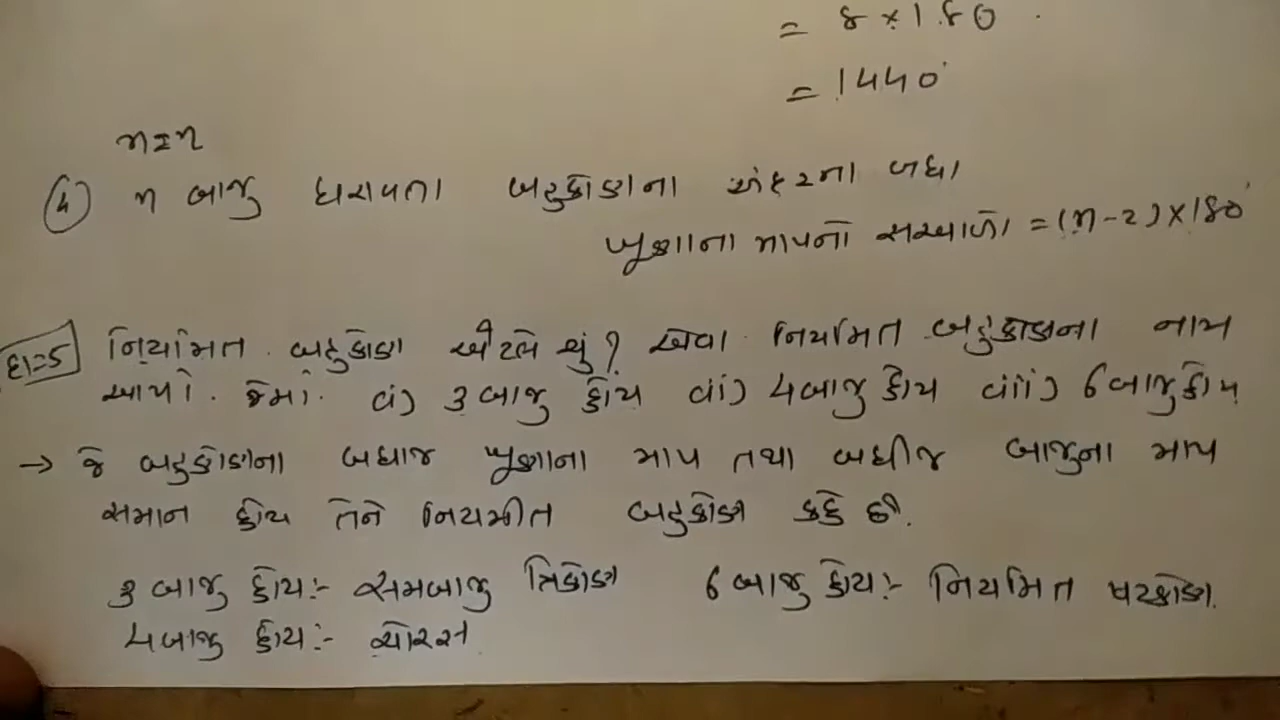 = 8 × 180
= 1440°
n=n
(4) n બાજુ ધરાવતા બહુકોણના અંદરના બધા
ખૂણાના માપનો સરવાળો = (n-2) × 180°
દા=5 નિયમિત બહુકોણ એટલે શું? એવા નિયમિત બહુકોણના નામ
આપો. જેમાં. (i) 3 બાજુ હોય (ii) 4બાજુ હોય (iii) 6 બાજુ હોય
→ જે બહુકોણના બધાજ ખૂણાના માપ તથા બધીજ બાજુના માપ
સમાન હોય તેને નિયમીત બહુકોણ કહે છે.
3 બાજુ હોય:- સમબાજુ ત્રિકોણ 6 બાજુ હોય:- નિયમિત ષટ્કોણ.
4બાજુ હોય:- ચોરસ